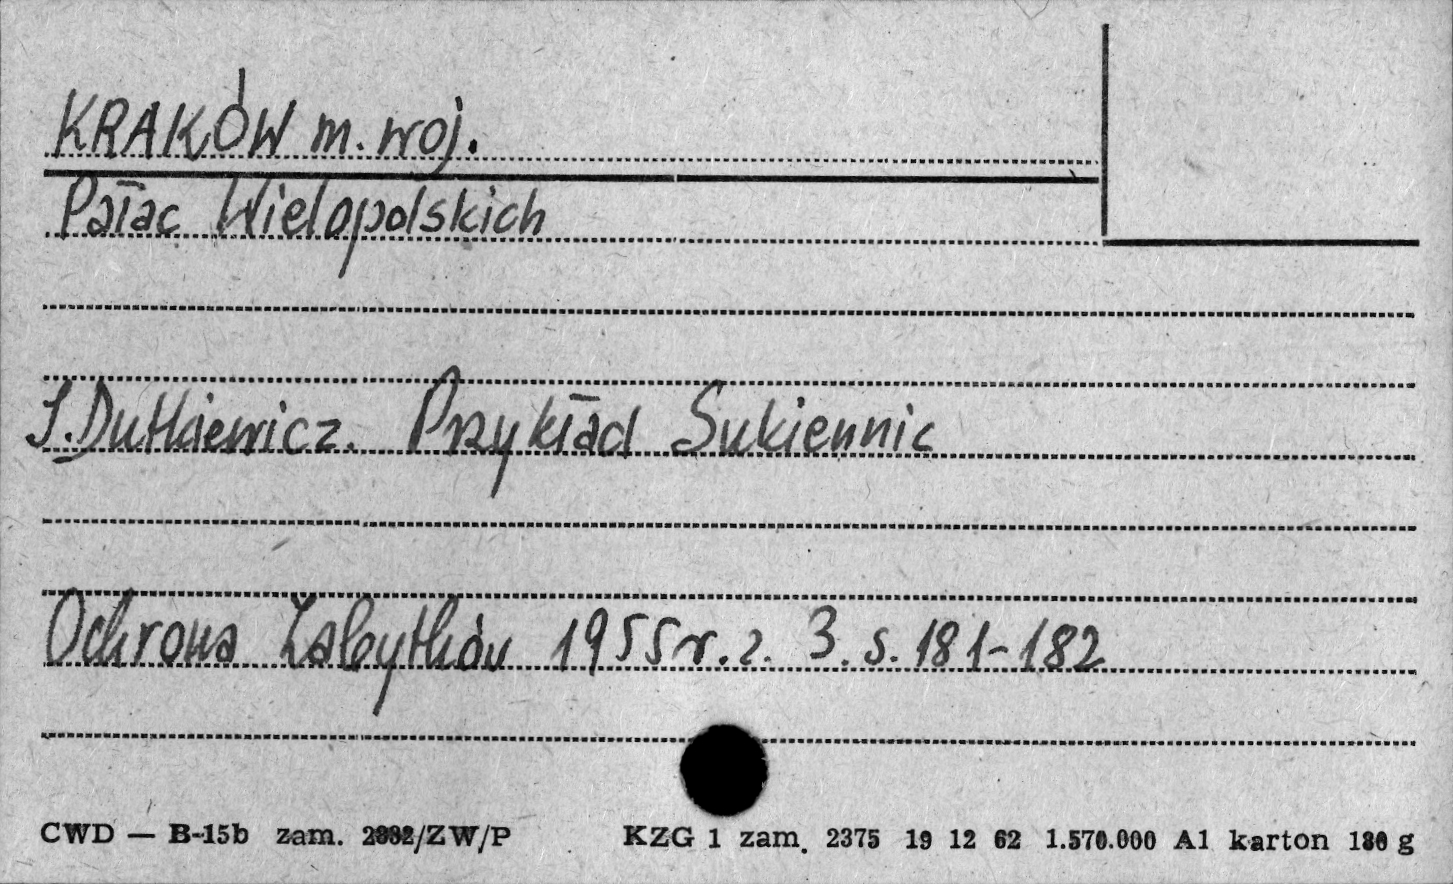 KRAKÓW m. woj.
Pałac Wielopolskich
J. Dutkiewicz. Przykład Sukiennic
Ochrona Zabytków 1955 r. z. 3. s. 181-182
CWD — B-15b zam. /ZW/P KZG 1 zam. 2375 19 12 62 1.570.000 A1 karton 180 g